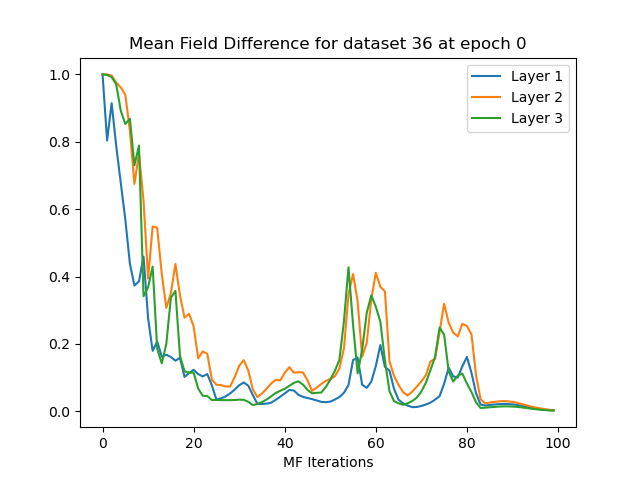 Mean Field Difference for dataset 36 at epoch 0
1.0
0.8
0.6
0.4
0.2
0.0
Layer 1
Layer 2
Layer 3
0 20 40 60 80 100
MF Iterations